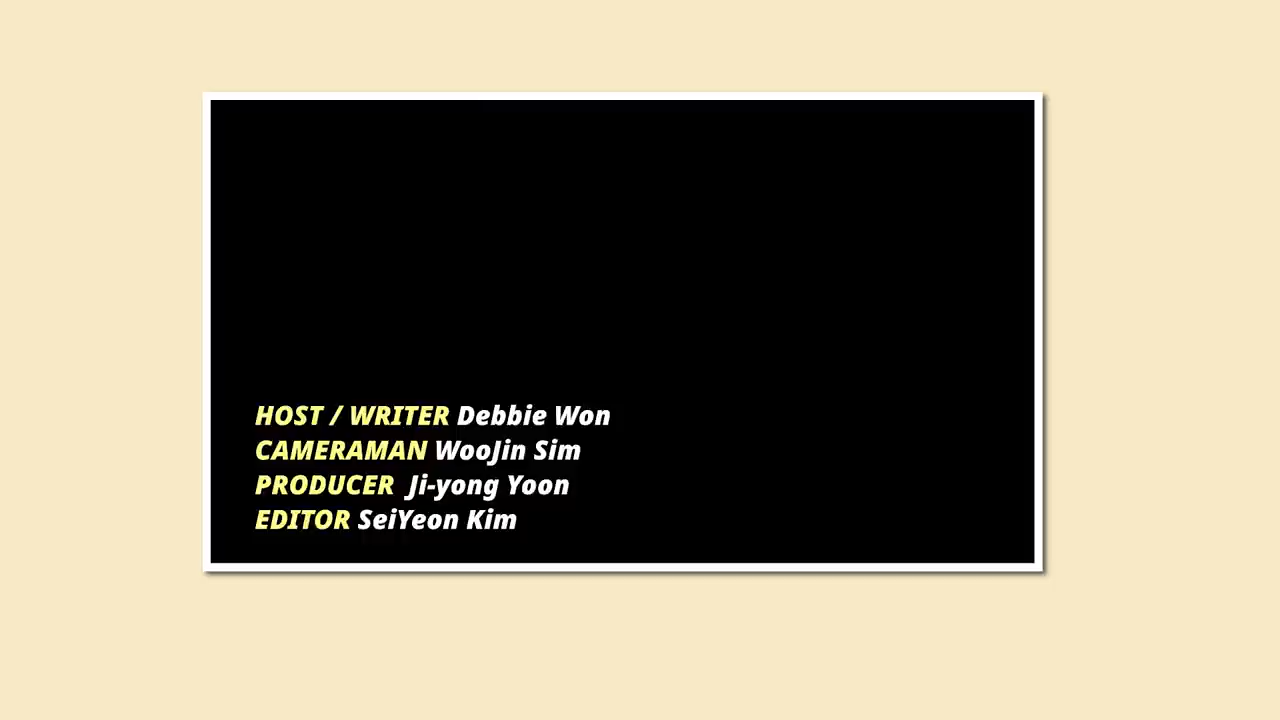 HOST / WRITER Debbie Won
CAMERAMAN WooJin Sim
PRODUCER Ji-yong Yoon
EDITOR SeiYeon Kim